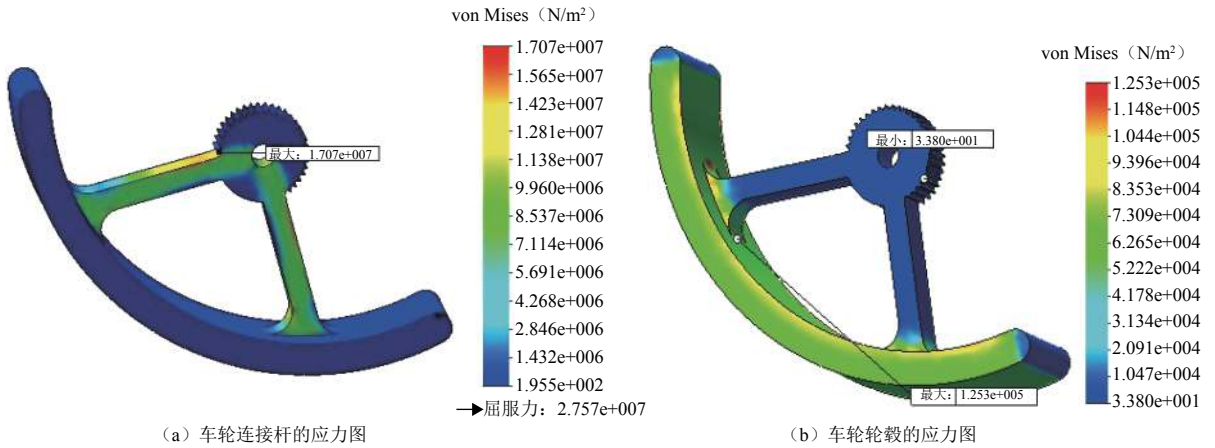 von Mises（N/m²）
1.707e+007
1.565e+007
1.423e+007
1.281e+007
1.138e+007
9.960e+006
8.537e+006
7.114e+006
5.691e+006
4.268e+006
2.846e+006
1.432e+006
1.955e+002
屈服力：2.757e+007
最大：1.707e+007
（a）车轮连接杆的应力图
von Mises（N/m²）
1.253e+005
1.148e+005
1.044e+005
9.396e+004
8.353e+004
7.309e+004
6.265e+004
5.222e+004
4.178e+004
3.134e+004
2.091e+004
1.047e+004
3.380e+001
最小：3.380e+001
最大：1.253e+005
（b）车轮轮毂的应力图